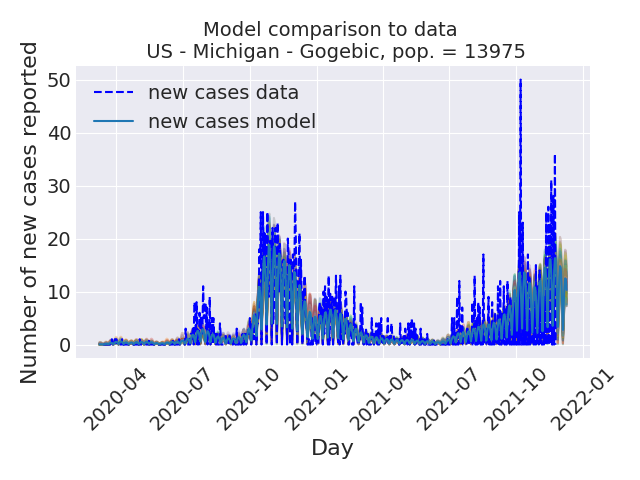 Model comparison to data
US - Michigan - Gogebic, pop. = 13975
new cases data
new cases model
Number of new cases reported
50
40
30
20
10
0
2020-04
2020-07
2020-10
2021-01
2021-04
2021-07
2021-10
2022-01
Day